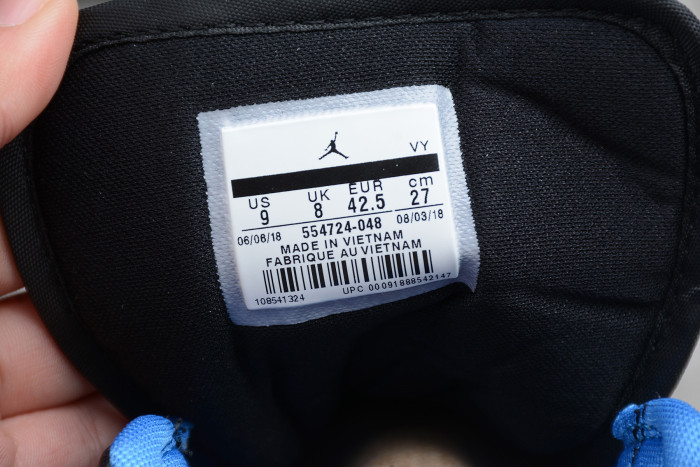 VY
US UK EUR cm
9 8 42.5 27
06/06/18 554724-048 08/03/18
MADE IN VIETNAM
FABRIQUE AU VIETNAM
108541324 UPC 00091888542147